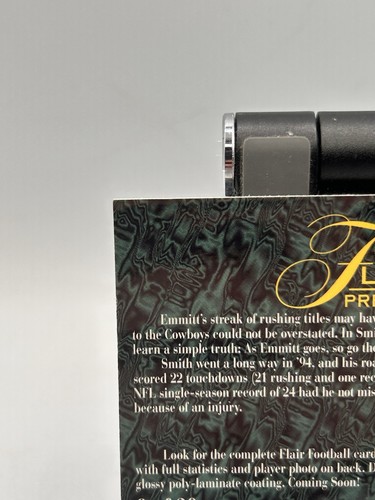 FL
PRE
Emmitt's streak of rushing titles may hav
to the Cowboys could not be overstated. In Smi
learn a simple truth: As Emmitt goes, so go the
Smith went a long way in '94, and his roa
scored 22 touchdowns (21 rushing and one rec
NFL single-season record of 24 had he not mis
because of an injury.
Look for the complete Flair Football card
with full statistics and player photo on back. D
glossy poly-laminate coating. Coming Soon!